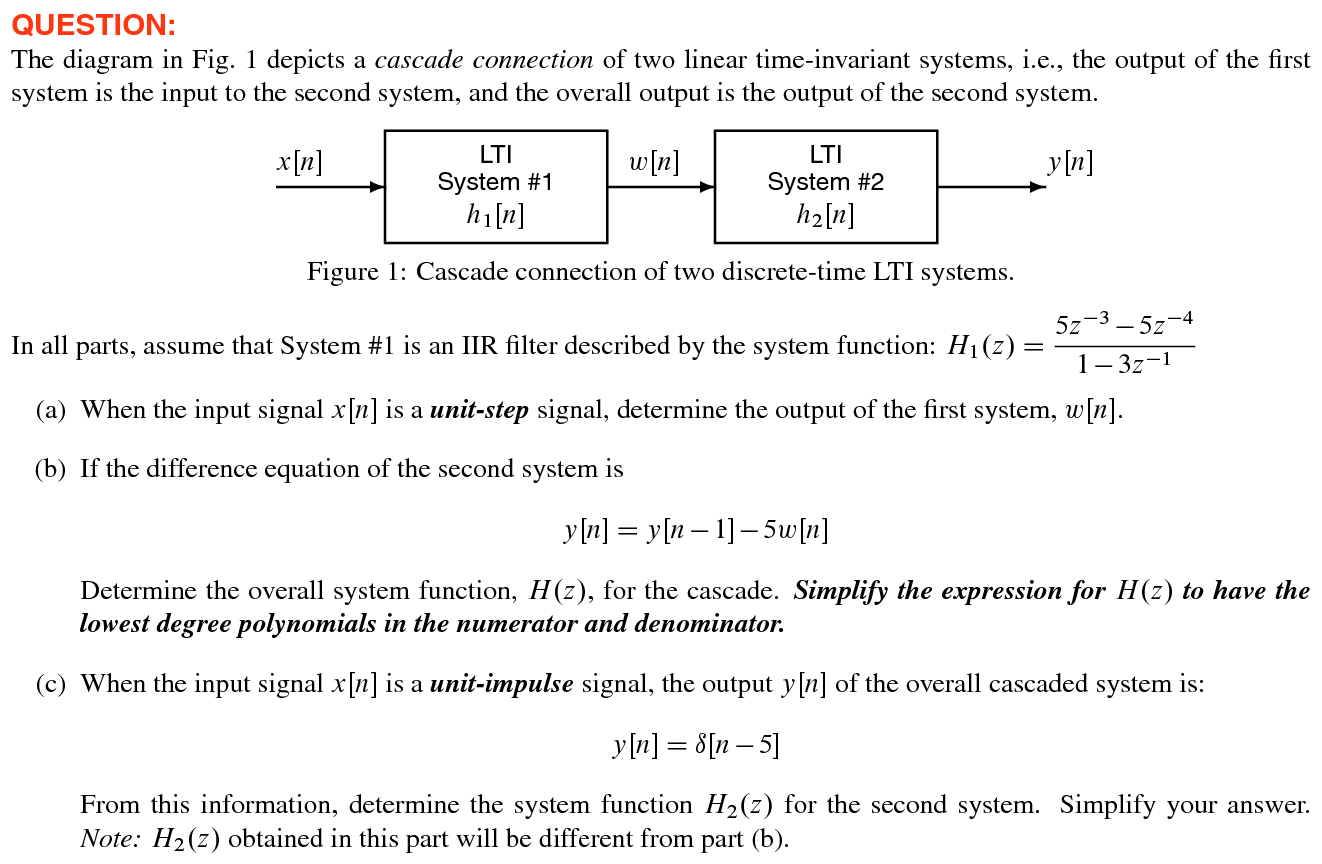 QUESTION:
The diagram in Fig. 1 depicts a cascade connection of two linear time-invariant systems, i.e., the output of the first
system is the input to the second system, and the overall output is the output of the second system.
x[n]
LTI
System #1
h₁[n]
w[n]
LTI
System #2
h₂[n]
y[n]
Figure 1: Cascade connection of two discrete-time LTI systems.
In all parts, assume that System #1 is an IIR filter described by the system function: H₁(z) = (5z⁻³ – 5z⁻⁴) / (1 – 3z⁻¹)
(a) When the input signal x[n] is a unit-step signal, determine the output of the first system, w[n].
(b) If the difference equation of the second system is
y[n] = y[n – 1] – 5w[n]
Determine the overall system function, H(z), for the cascade. Simplify the expression for H(z) to have the
lowest degree polynomials in the numerator and denominator.
(c) When the input signal x[n] is a unit-impulse signal, the output y[n] of the overall cascaded system is:
y[n] = δ[n – 5]
From this information, determine the system function H₂(z) for the second system. Simplify your answer.
Note: H₂(z) obtained in this part will be different from part (b).